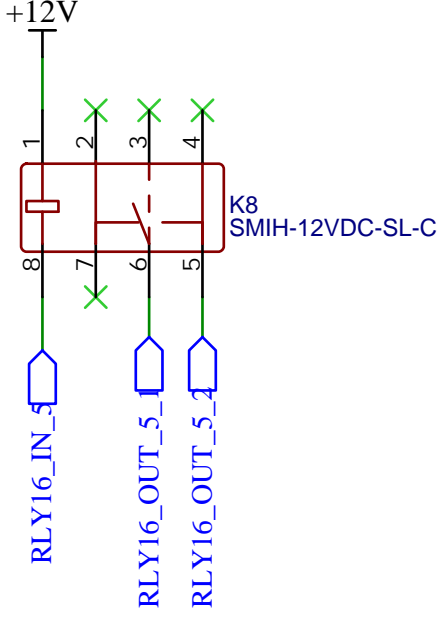 +12V
1
2
3
4
K8
SMIH-12VDC-SL-C
8
7
6
5
RLY16_IN_5
RLY16_OUT_5_1
RLY16_OUT_5_2